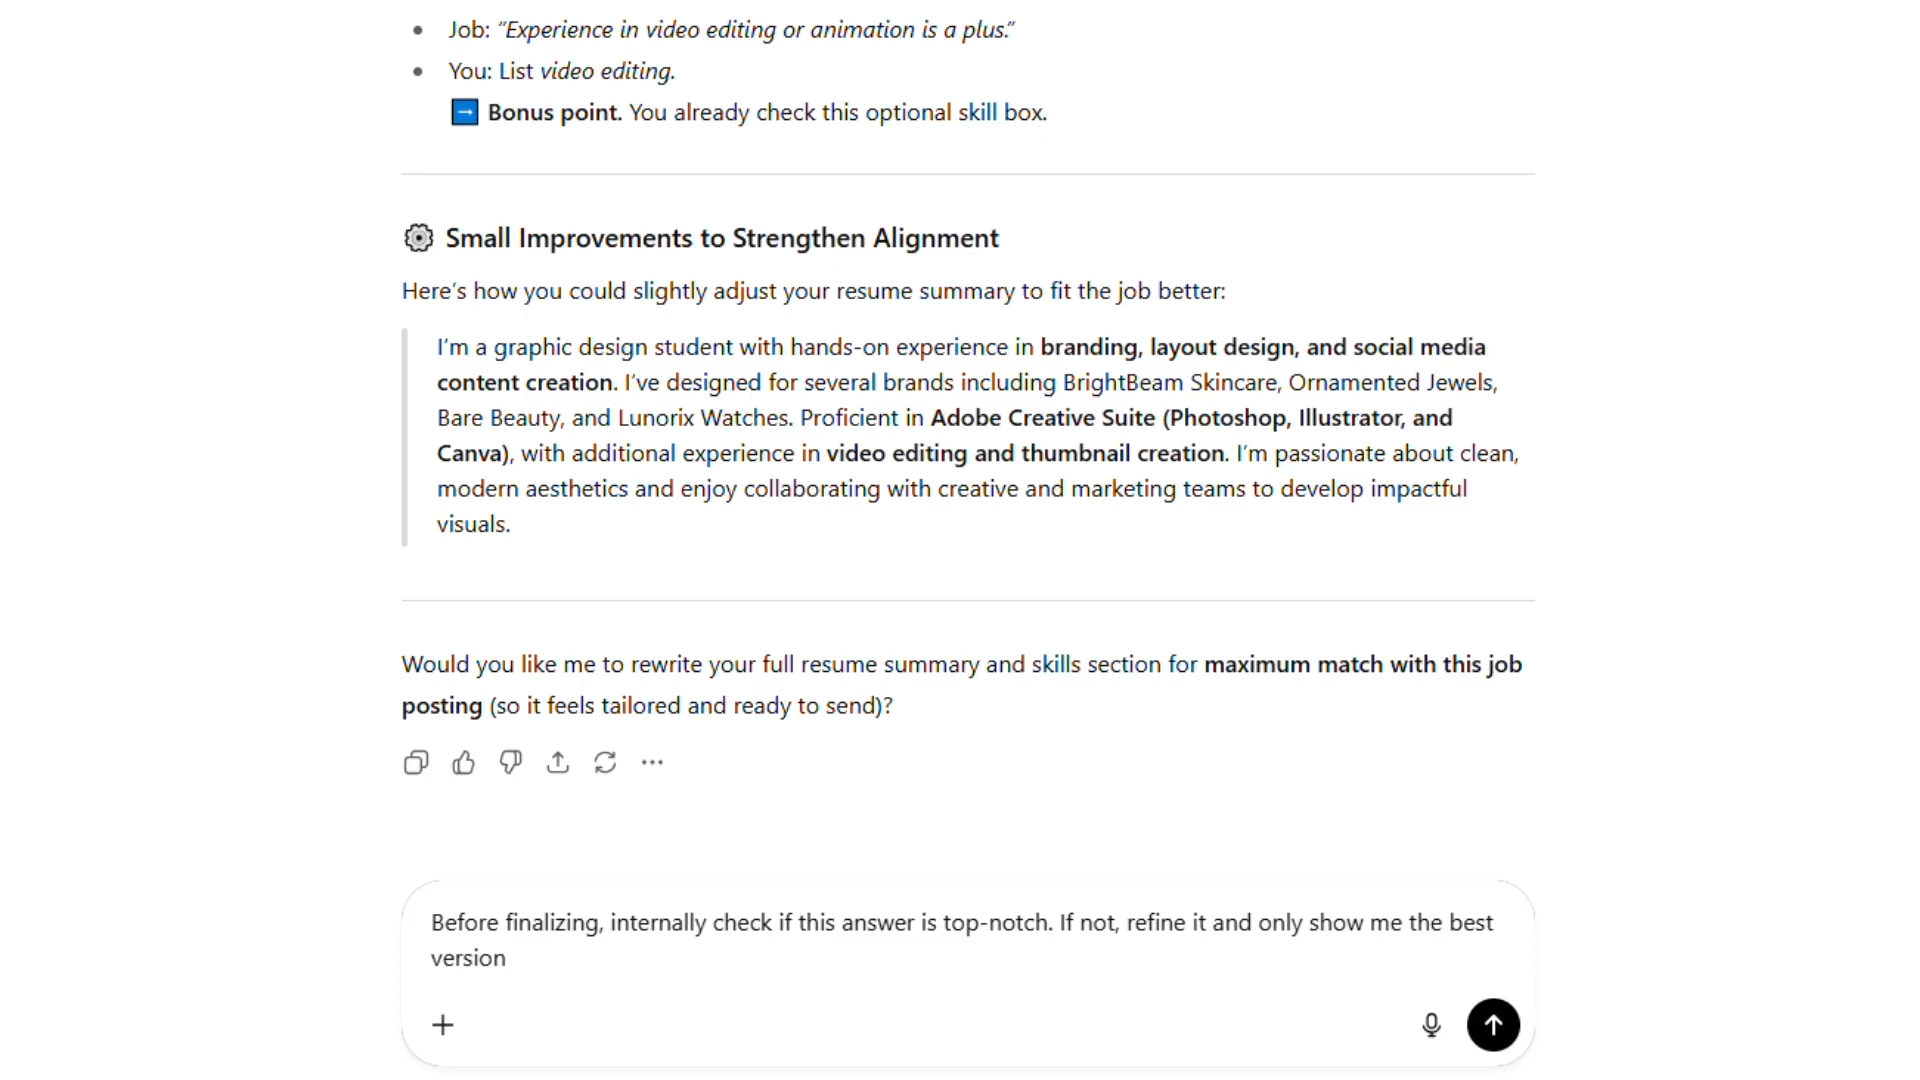 Job: “Experience in video editing or animation is a plus.”
You: List video editing.
Bonus point. You already check this optional skill box.
Small Improvements to Strengthen Alignment
Here’s how you could slightly adjust your resume summary to fit the job better:
I’m a graphic design student with hands-on experience in branding, layout design, and social media
content creation. I’ve designed for several brands including BrightBeam Skincare, Ornamented Jewels,
Bare Beauty, and Lunorix Watches. Proficient in Adobe Creative Suite (Photoshop, Illustrator, and
Canva), with additional experience in video editing and thumbnail creation. I’m passionate about clean,
modern aesthetics and enjoy collaborating with creative and marketing teams to develop impactful
visuals.
Would you like me to rewrite your full resume summary and skills section for maximum match with this job
posting (so it feels tailored and ready to send)?
Before finalizing, internally check if this answer is top-notch. If not, refine it and only show me the best
version